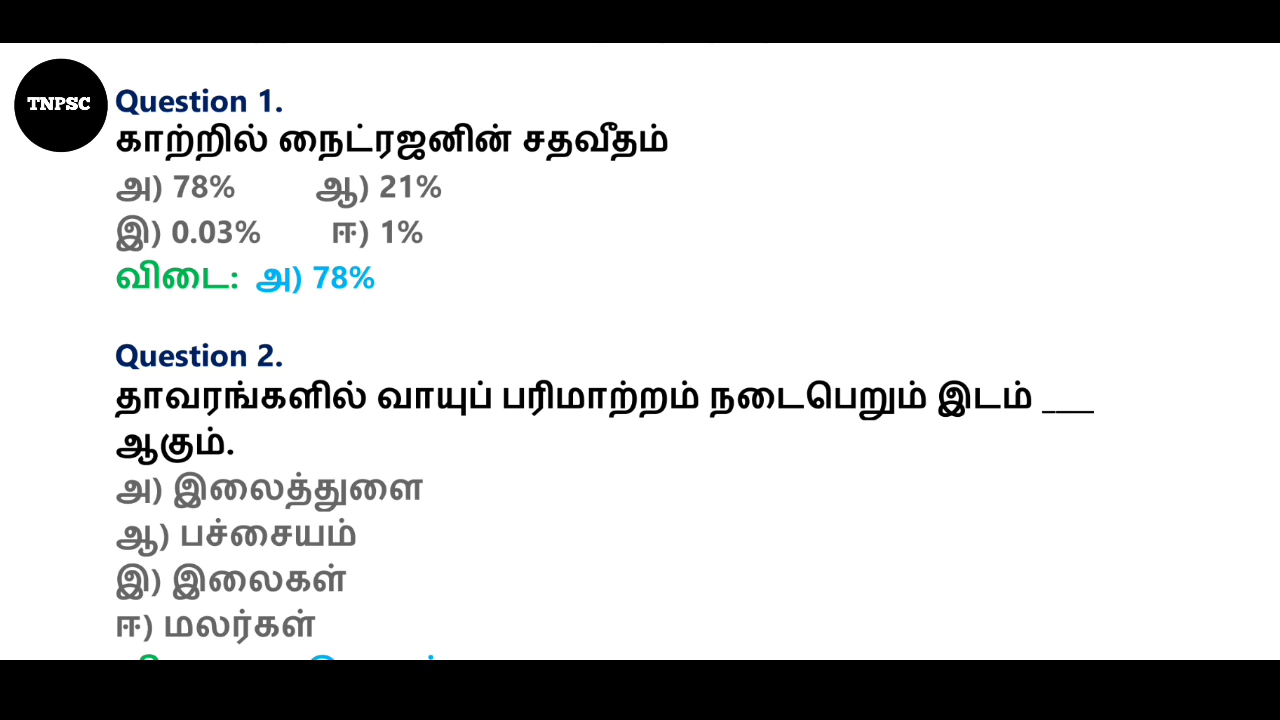 TNPSC
Question 1.
காற்றில் நைட்ரஜனின் சதவீதம்
அ) 78% ஆ) 21%
இ) 0.03% ஈ) 1%
விடை: அ) 78%
Question 2.
தாவரங்களில் வாயுப் பரிமாற்றம் நடைபெறும் இடம் ___
ஆகும்.
அ) இலைத்துளை
ஆ) பச்சையம்
இ) இலைகள்
ஈ) மலர்கள்